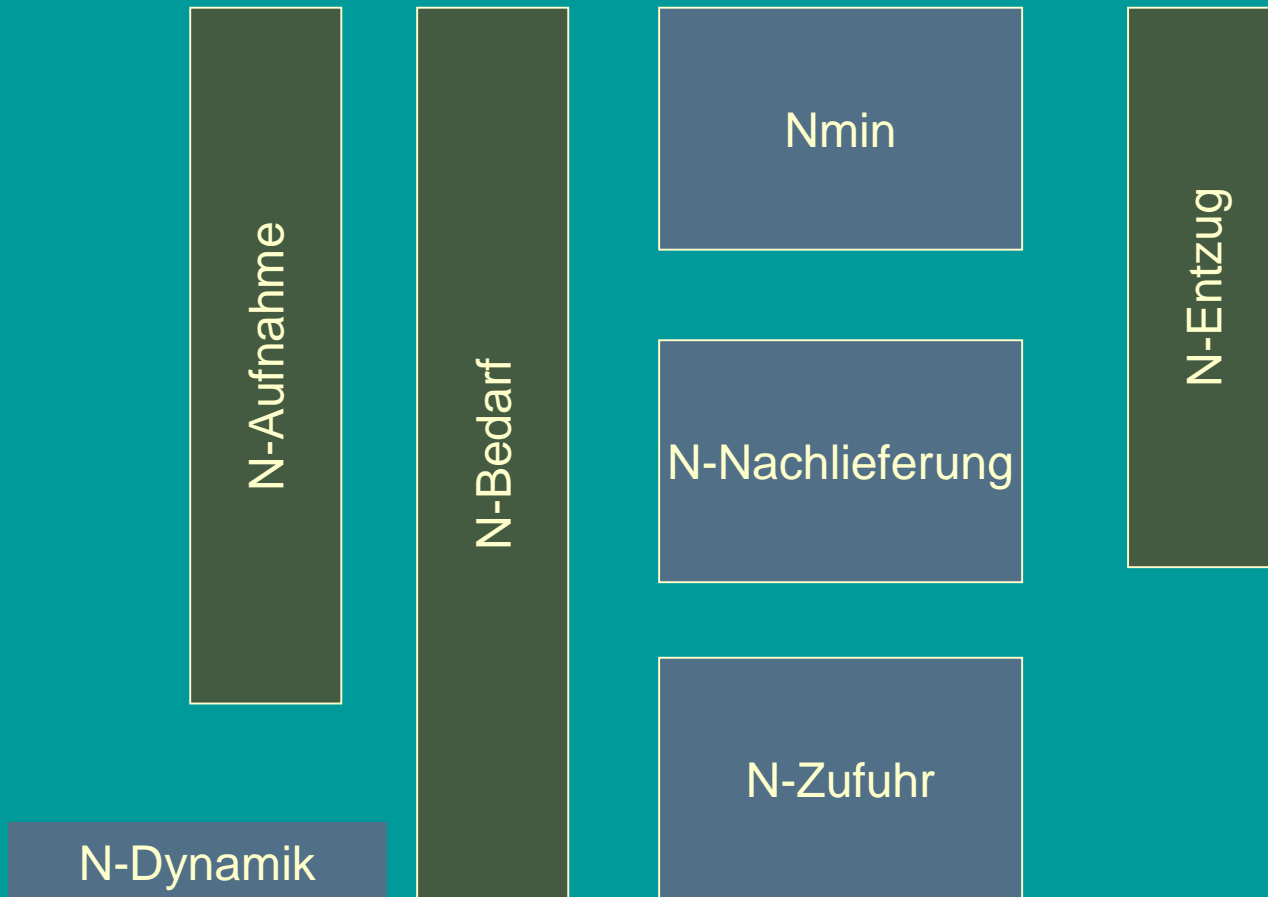 N-Aufnahme
N-Bedarf
Nmin
N-Nachlieferung
N-Zufuhr
N-Entzug
N-Dynamik